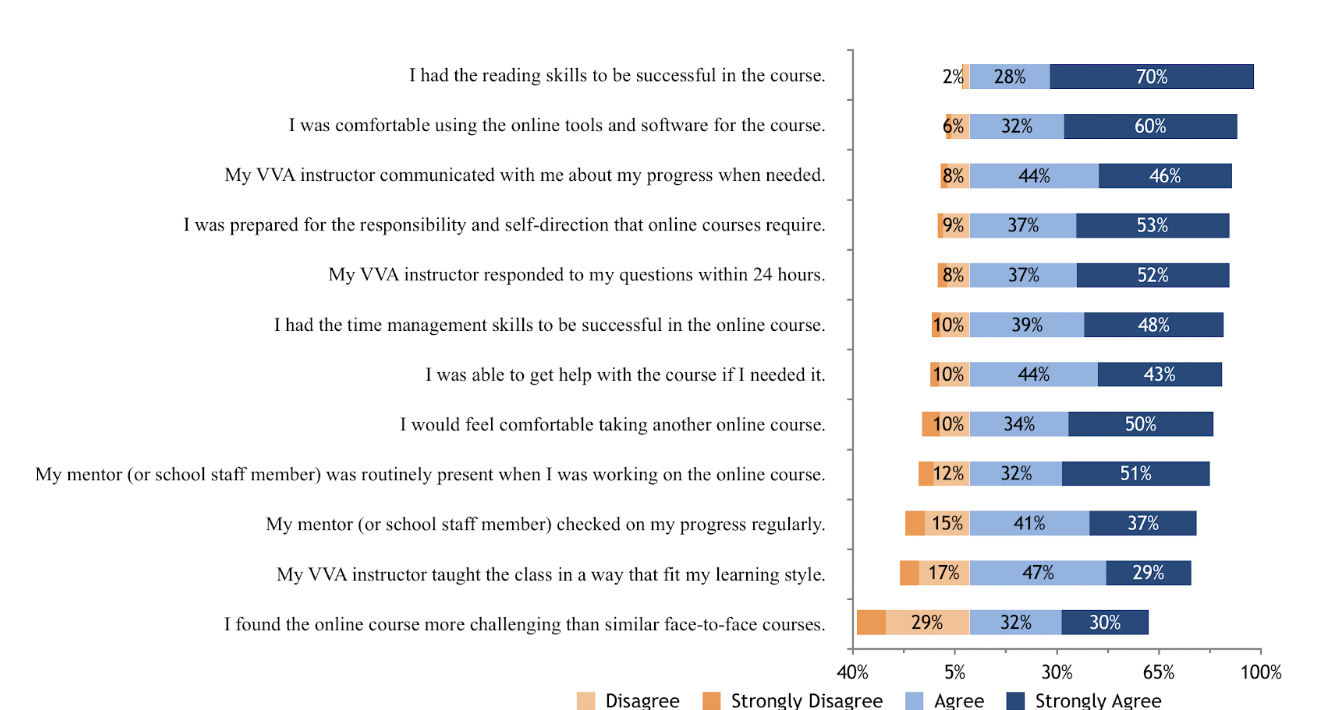 I had the reading skills to be successful in the course. 2% 28% 70%
I was comfortable using the online tools and software for the course. 6% 32% 60%
My VVA instructor communicated with me about my progress when needed. 8% 44% 46%
I was prepared for the responsibility and self-direction that online courses require. 9% 37% 53%
My VVA instructor responded to my questions within 24 hours. 8% 37% 52%
I had the time management skills to be successful in the online course. 10% 39% 48%
I was able to get help with the course if I needed it. 10% 44% 43%
I would feel comfortable taking another online course. 10% 34% 50%
My mentor (or school staff member) was routinely present when I was working on the online course. 12% 32% 51%
My mentor (or school staff member) checked on my progress regularly. 15% 41% 37%
My VVA instructor taught the class in a way that fit my learning style. 17% 47% 29%
I found the online course more challenging than similar face-to-face courses. 29% 32% 30%
40% 5% 30% 65% 100%
Disagree Strongly Disagree Agree Strongly Agree